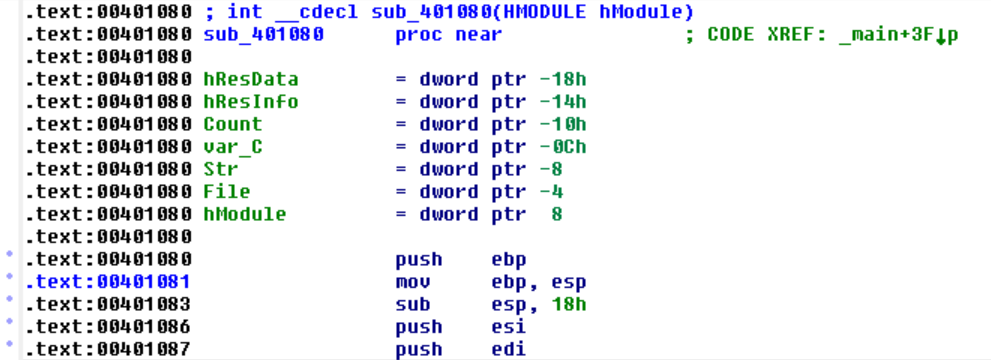 .text:00401080 ; int __cdecl sub_401080(HMODULE hModule)
.text:00401080 sub_401080 proc near ; CODE XREF: _main+3F↓p
.text:00401080
.text:00401080 hResData = dword ptr -18h
.text:00401080 hResInfo = dword ptr -14h
.text:00401080 Count = dword ptr -10h
.text:00401080 var_C = dword ptr -0Ch
.text:00401080 Str = dword ptr -8
.text:00401080 File = dword ptr -4
.text:00401080 hModule = dword ptr 8
.text:00401080
.text:00401080 push ebp
.text:00401081 mov ebp, esp
.text:00401083 sub esp, 18h
.text:00401086 push esi
.text:00401087 push edi